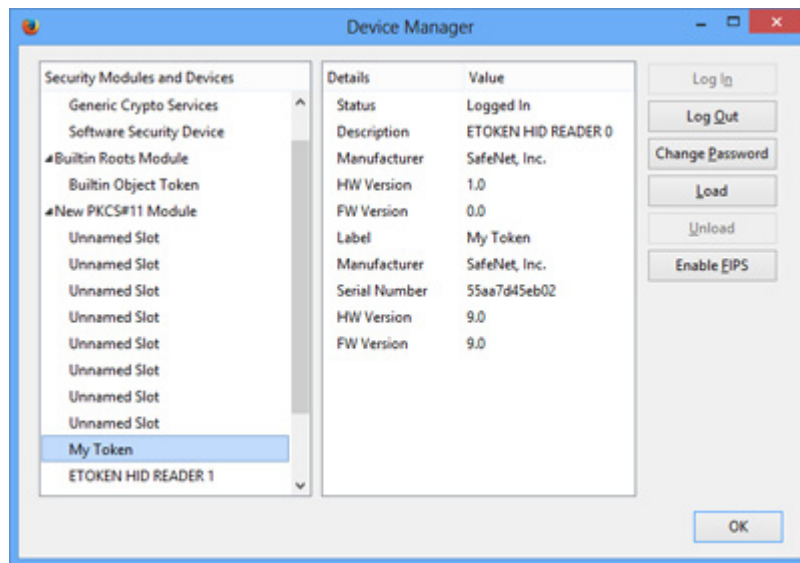 Device Manager
Security Modules and Devices
Generic Crypto Services
Software Security Device
Builtin Roots Module
Builtin Object Token
New PKCS#11 Module
Unnamed Slot
Unnamed Slot
Unnamed Slot
Unnamed Slot
Unnamed Slot
Unnamed Slot
Unnamed Slot
Unnamed Slot
My Token
ETOKEN HID READER 1
Details Value
Status Logged In
Description ETOKEN HID READER 0
Manufacturer SafeNet, Inc.
HW Version 1.0
FW Version 0.0
Label My Token
Manufacturer SafeNet, Inc.
Serial Number 55aa7d45eb02
HW Version 9.0
FW Version 9.0
Log In
Log Out
Change Password
Load
Unload
Enable FIPS
OK